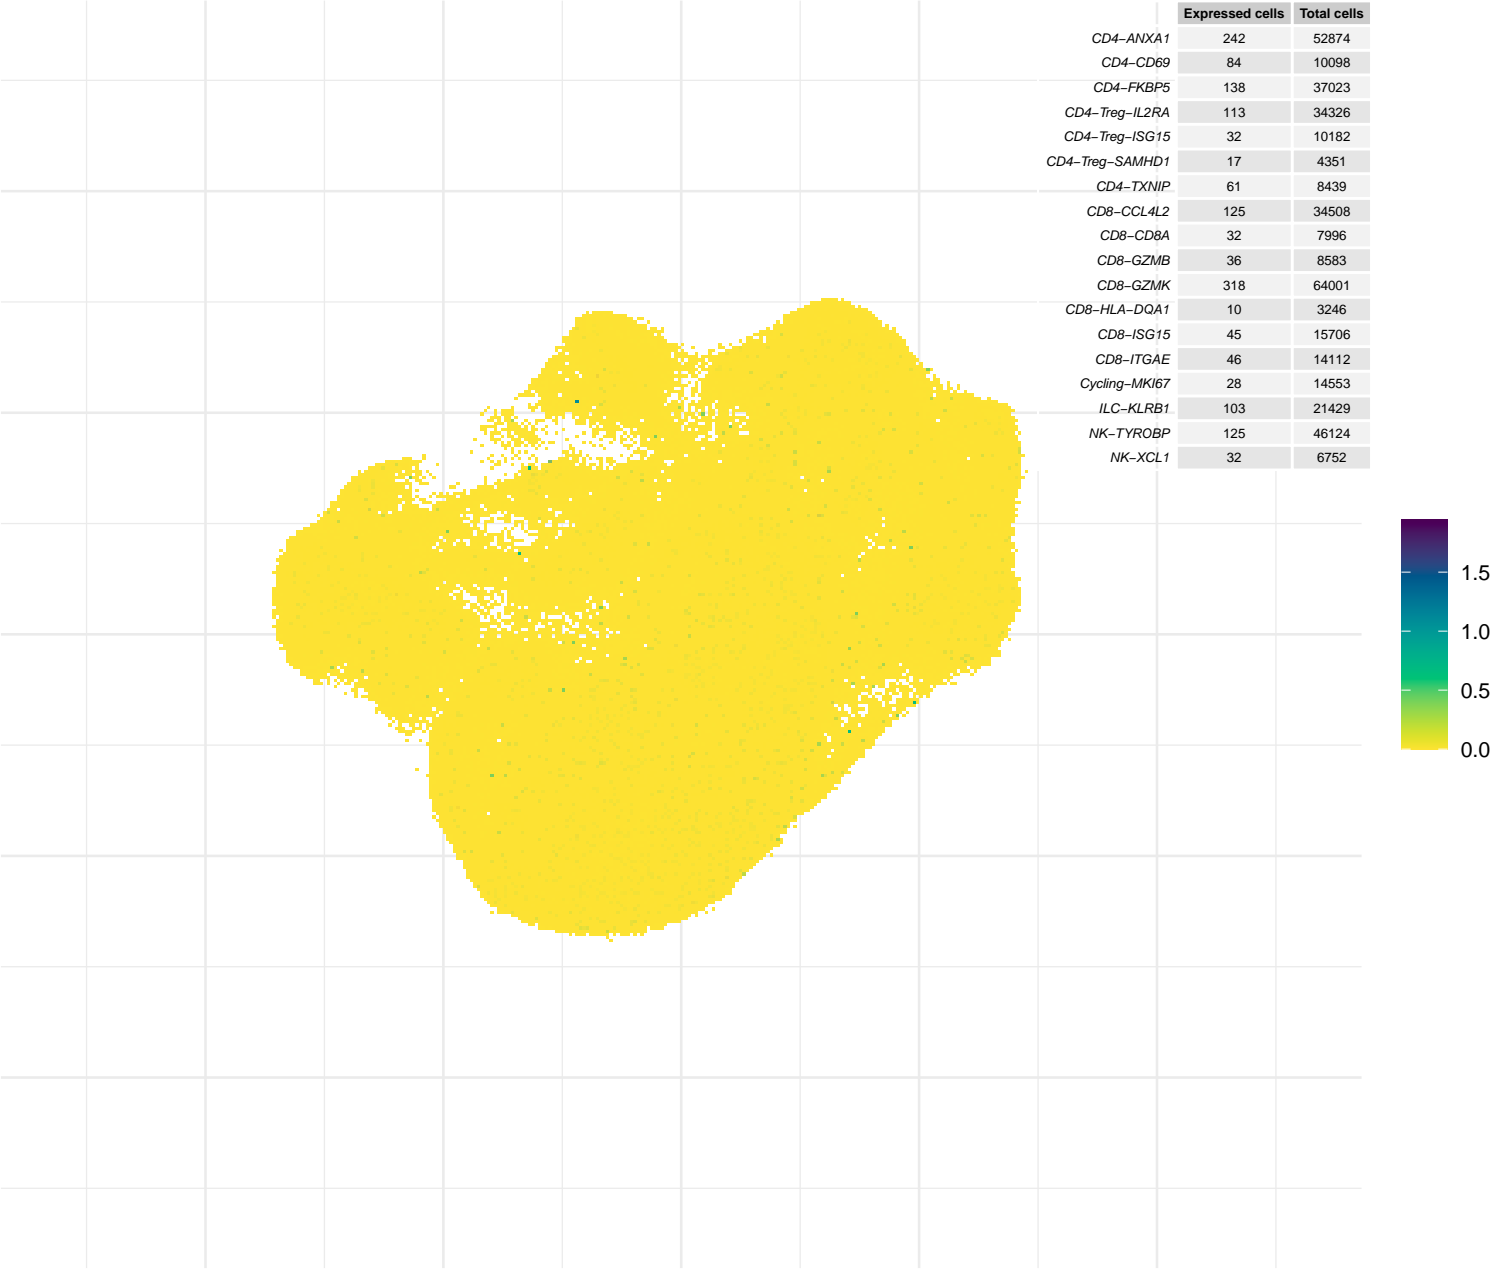 Expressed cells Total cells
CD4−ANXA1 242 52874
CD4−CD69 84 10098
CD4−FKBP5 138 37023
CD4−Treg−IL2RA 113 34326
CD4−Treg−ISG15 32 10182
CD4−Treg−SAMHD1 17 4351
CD4−TXNIP 61 8439
CD8−CCL4L2 125 34508
CD8−CD8A 32 7996
CD8−GZMB 36 8583
CD8−GZMK 318 64001
CD8−HLA−DQA1 10 3246
CD8−ISG15 45 15706
CD8−ITGAE 46 14112
Cycling−MKI67 28 14553
ILC−KLRB1 103 21429
NK−TYROBP 125 46124
NK−XCL1 32 6752
1.5
1.0
0.5
0.0